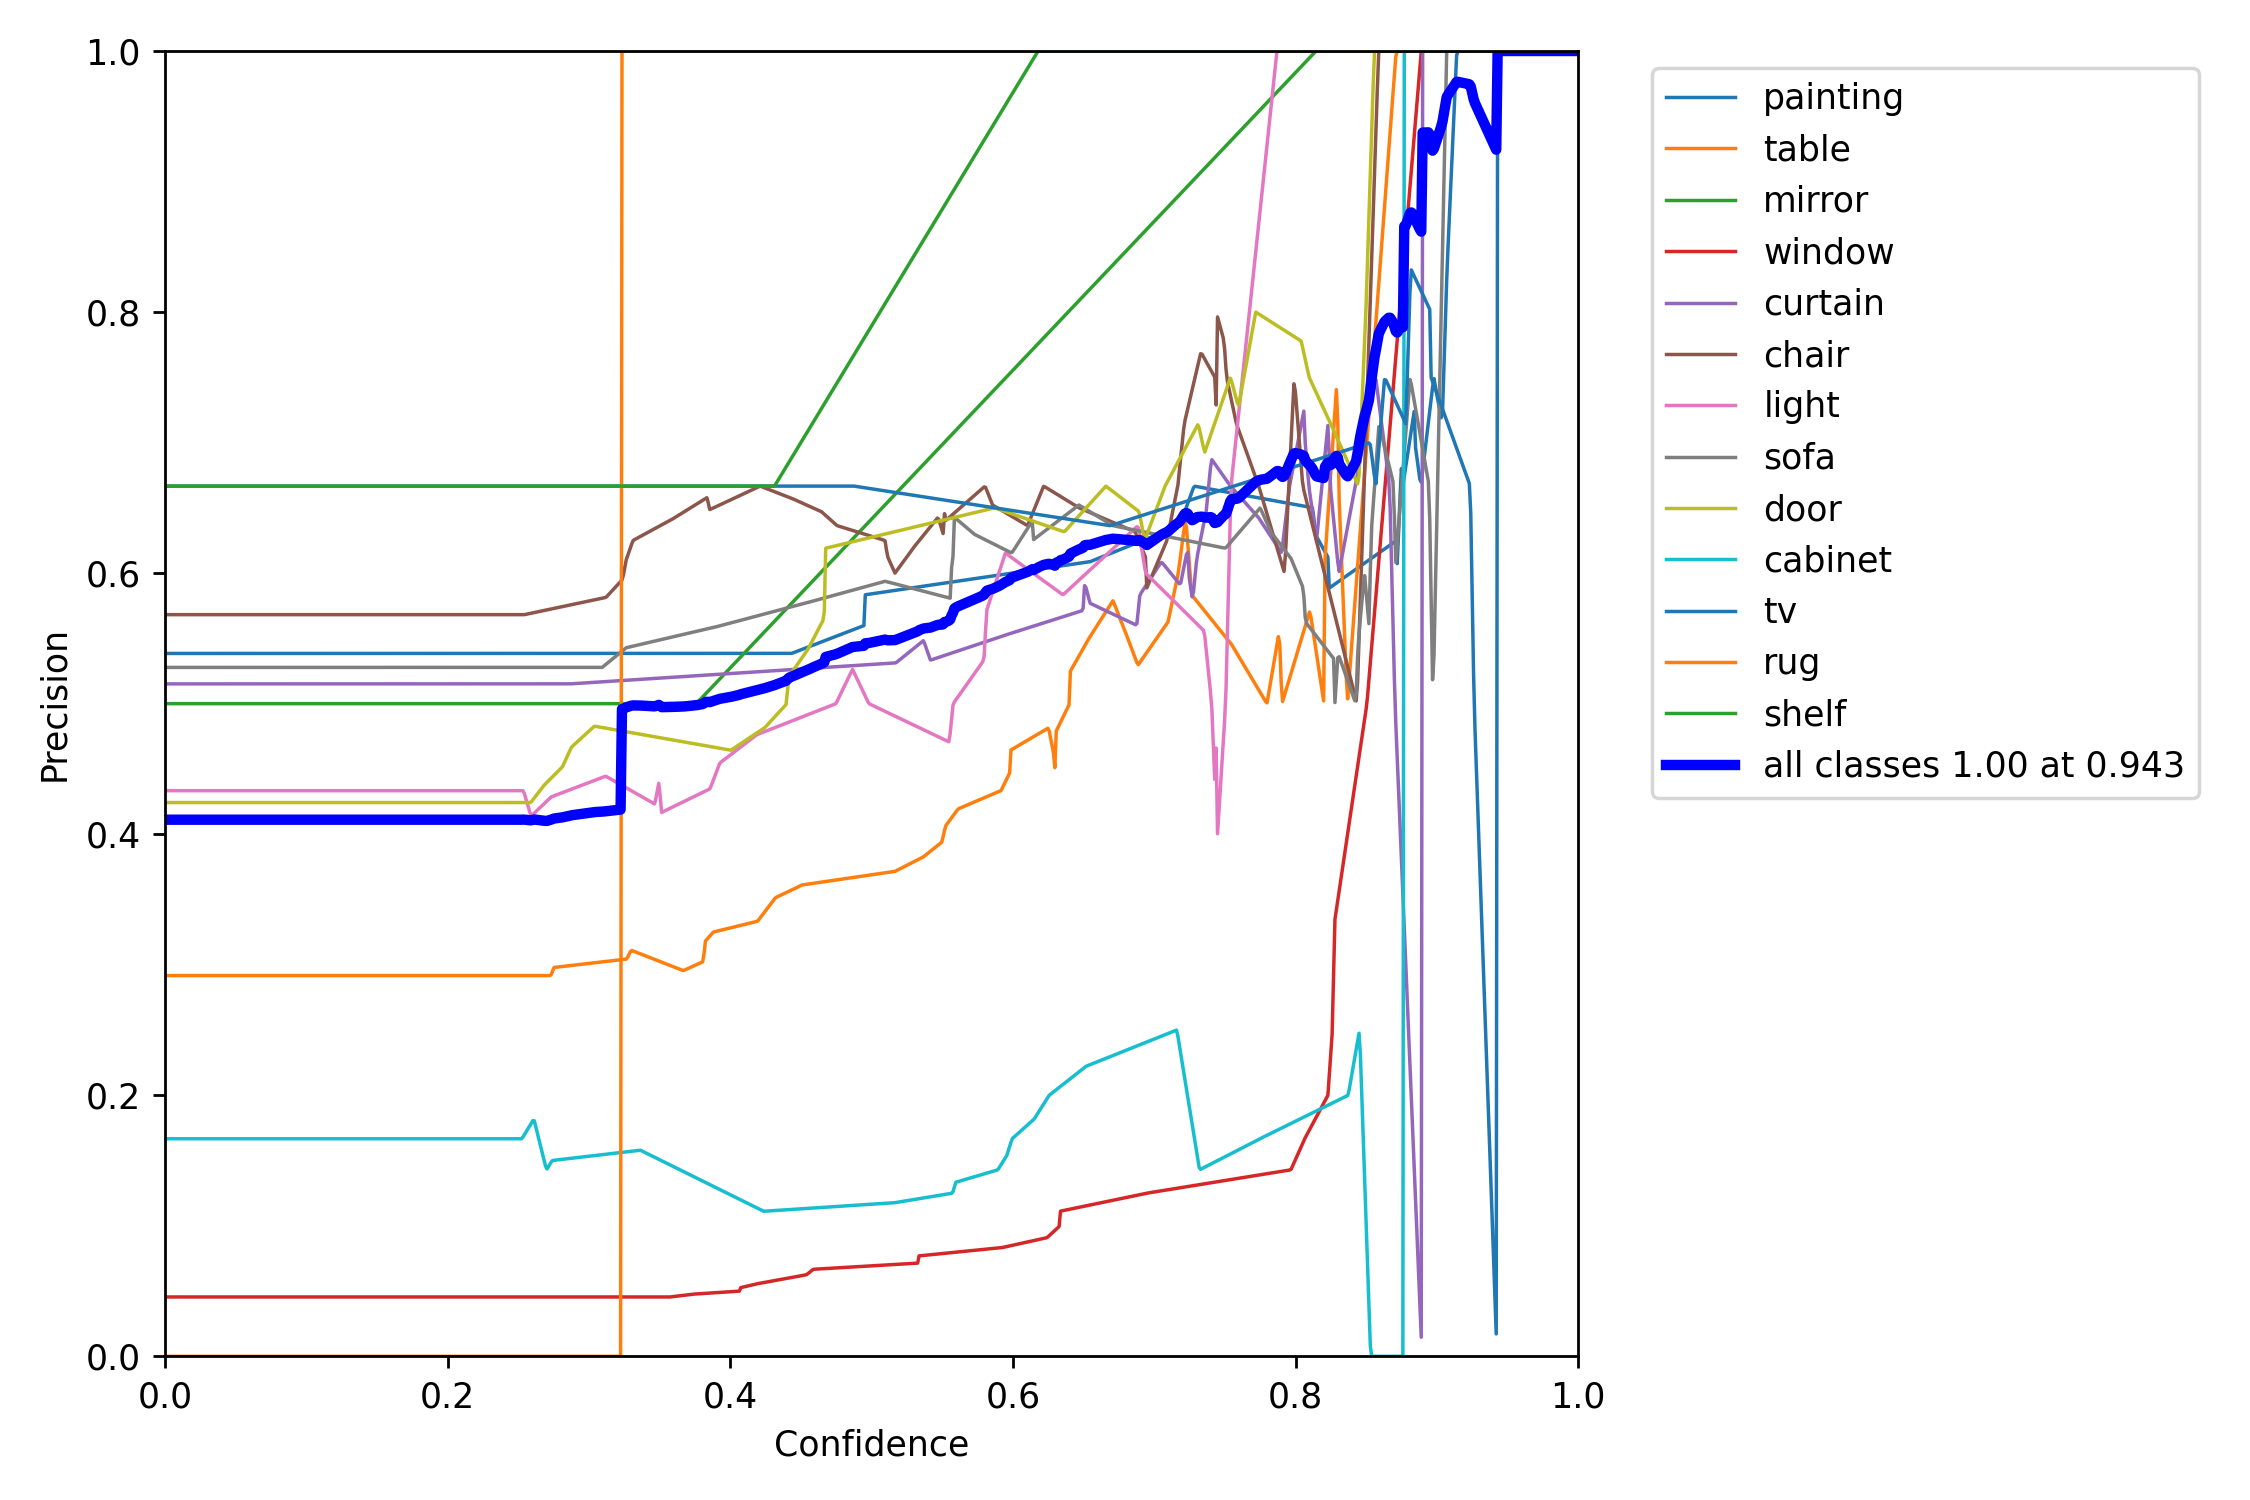 1.0
0.8
0.6
0.4
0.2
0.0
Precision
0.0 0.2 0.4 0.6 0.8 1.0
Confidence
painting
table
mirror
window
curtain
chair
light
sofa
door
cabinet
tv
rug
shelf
all classes 1.00 at 0.943